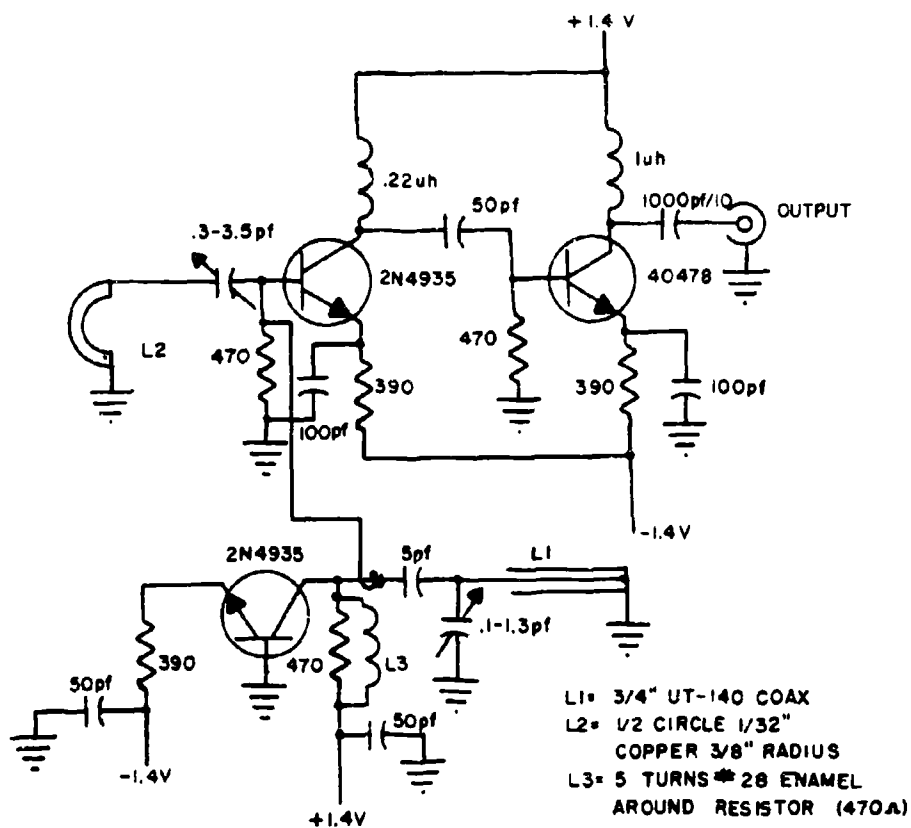 +1.4 V
.22uh
1uh
50pf
1000pf/10
OUTPUT
.3-3.5pf
2N4935
40478
L2
470
470
390
390
100pf
100pf
-1.4V
2N4935
5pf
L1
.1-1.3pf
390
470
L3
50pf
50pf
-1.4V
+1.4V
L1= 3/4" UT-140 COAX
L2= 1/2 CIRCLE 1/32"
COPPER 3/8" RADIUS
L3= 5 TURNS # 28 ENAMEL
AROUND RESISTOR (470Ω)